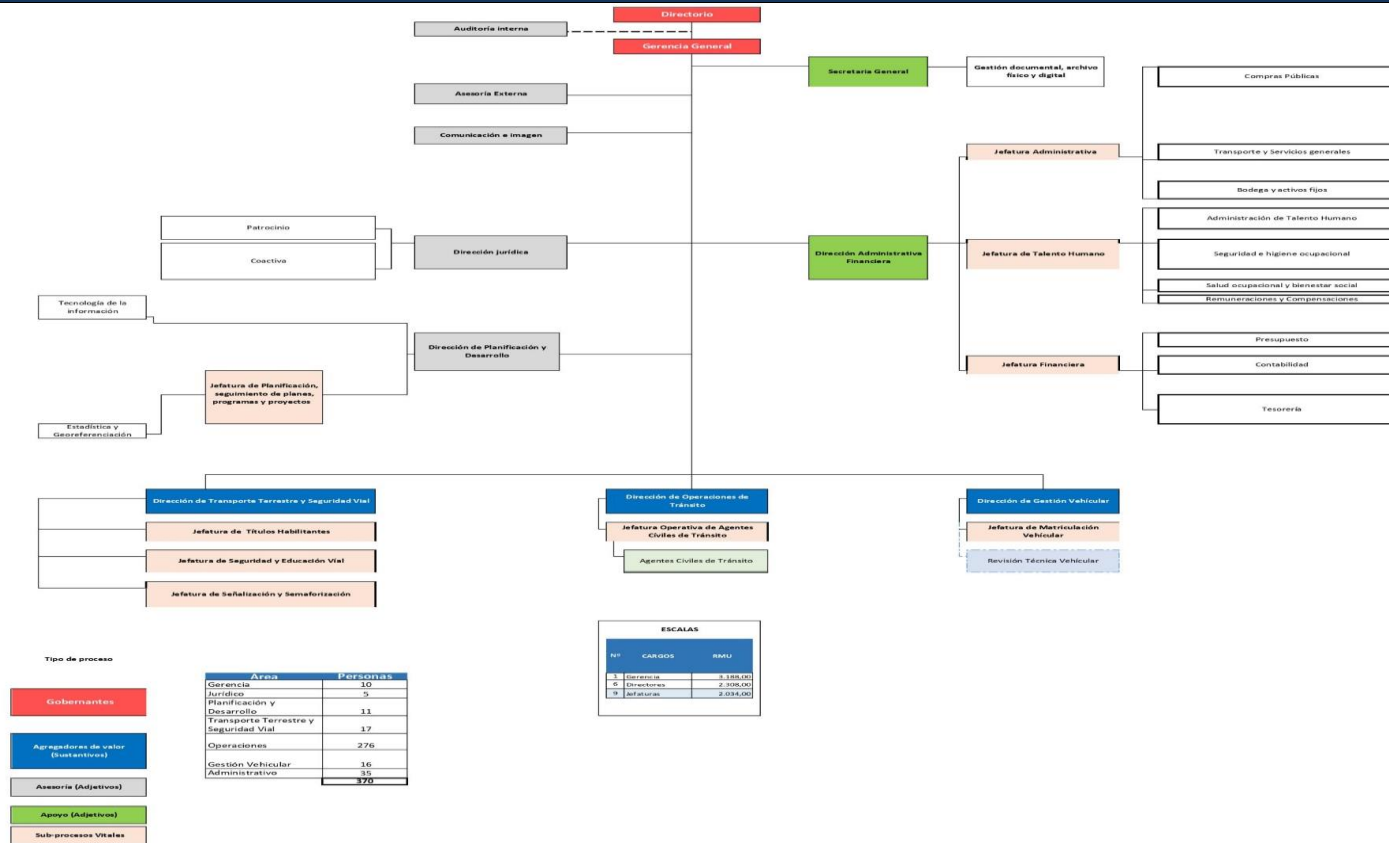 Directorio
Auditoría interna
Gerencia General
Secretaria General
Gestión documental, archivo
físico y digital
Compras Públicas
Asesoría Externa
Comunicación e imagen
Jefatura Administrativa
Transporte y Servicios generales
Bodega y activos fijos
Administración de Talento Humano
Patrocinio
Coactiva
Dirección jurídica
Dirección Administrativa
Financiera
Jefatura de Talento Humano
Seguridad e higiene ocupacional
Salud ocupacional y bienestar social
Remuneraciones y Compensaciones
Tecnología de la
información
Dirección de Planificación y
Desarrollo
Presupuesto
Jefatura Financiera
Contabilidad
Jefatura de Planificación,
seguimiento de planes,
programas y proyectos
Tesorería
Estadística y
Georeferenciación
Dirección de Transporte Terrestre y Seguridad Vial
Jefatura de Títulos Habilitantes
Jefatura de Seguridad y Educación Vial
Jefatura de Señalización y Semaforización
Dirección de Operaciones de
Tránsito
Jefatura Operativa de Agentes
Civiles de Tránsito
Agentes Civiles de Tránsito
Dirección de Gestión Vehicular
Jefatura de Matriculación
Vehícular
Revisión Técnica Vehicular
ESCALAS
Nº CARGOS RMU
1 Gerencia 3.188,00
6 Directores 2.308,00
9 Jefaturas 2.034,00
Tipo de proceso
Gobernantes
Agregadores de valor
(Sustantivos)
Asesoría (Adjetivos)
Apoyo (Adjetivos)
Sub-procesos Vitales
Area Personas
Gerencia 10
Jurídico 5
Planificación y
Desarrollo 11
Transporte Terrestre y
Seguridad Vial 17
Operaciones 276
Gestión Vehicular 16
Administrativo 35
370